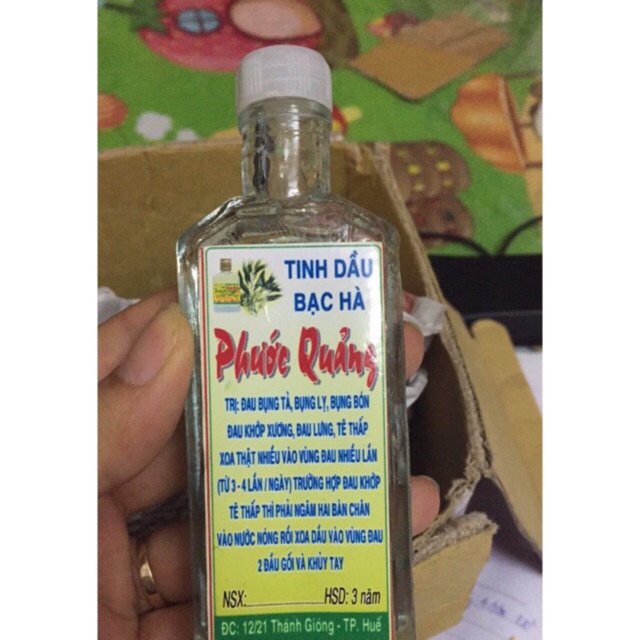 TINH DẦU
BẠC HÀ
Phước Quảng
TRỊ: ĐAU BỤNG TẢ, BỤNG LỴ, BỤNG BÓN
ĐAU KHỚP XƯƠNG, ĐAU LƯNG, TÊ THẤP
XOA THẬT NHIỀU VÀO VÙNG ĐAU NHIỀU LẦN
(TỪ 3 - 4 LẦN / NGÀY) TRƯỜNG HỢP ĐAU KHỚP
TÊ THẤP THÌ PHẢI NGÂM HAI BÀN CHÂN
VÀO NƯỚC NÓNG RỒI XOA DẦU VÀO VÙNG ĐAU
2 ĐẦU GỐI VÀ KHỦY TAY
NSX:..............HSD: 3 năm
ĐC: 12/21 Thánh Gióng - TP. Huế